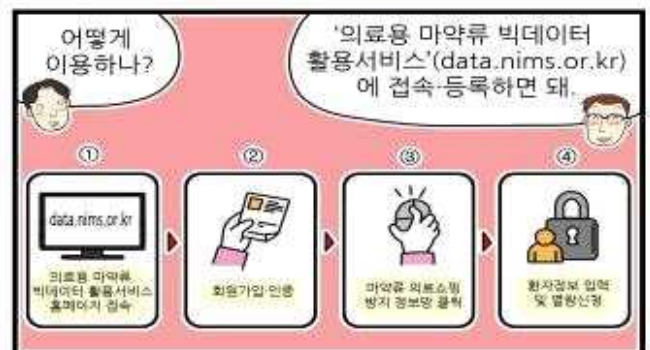 어떻게
이용하나?
'의료용 마약류 빅데이터
활용서비스'(data.nims.or.kr)
에 접속·등록하면 돼.
①
②
③
④
data.nims.or.kr
의료용 마약류
빅데이터 활용서비스
홈페이지 접속
회원가입·인증
마약류 의료쇼핑
방지 정보망 클릭
환자정보 입력
및 열람신청